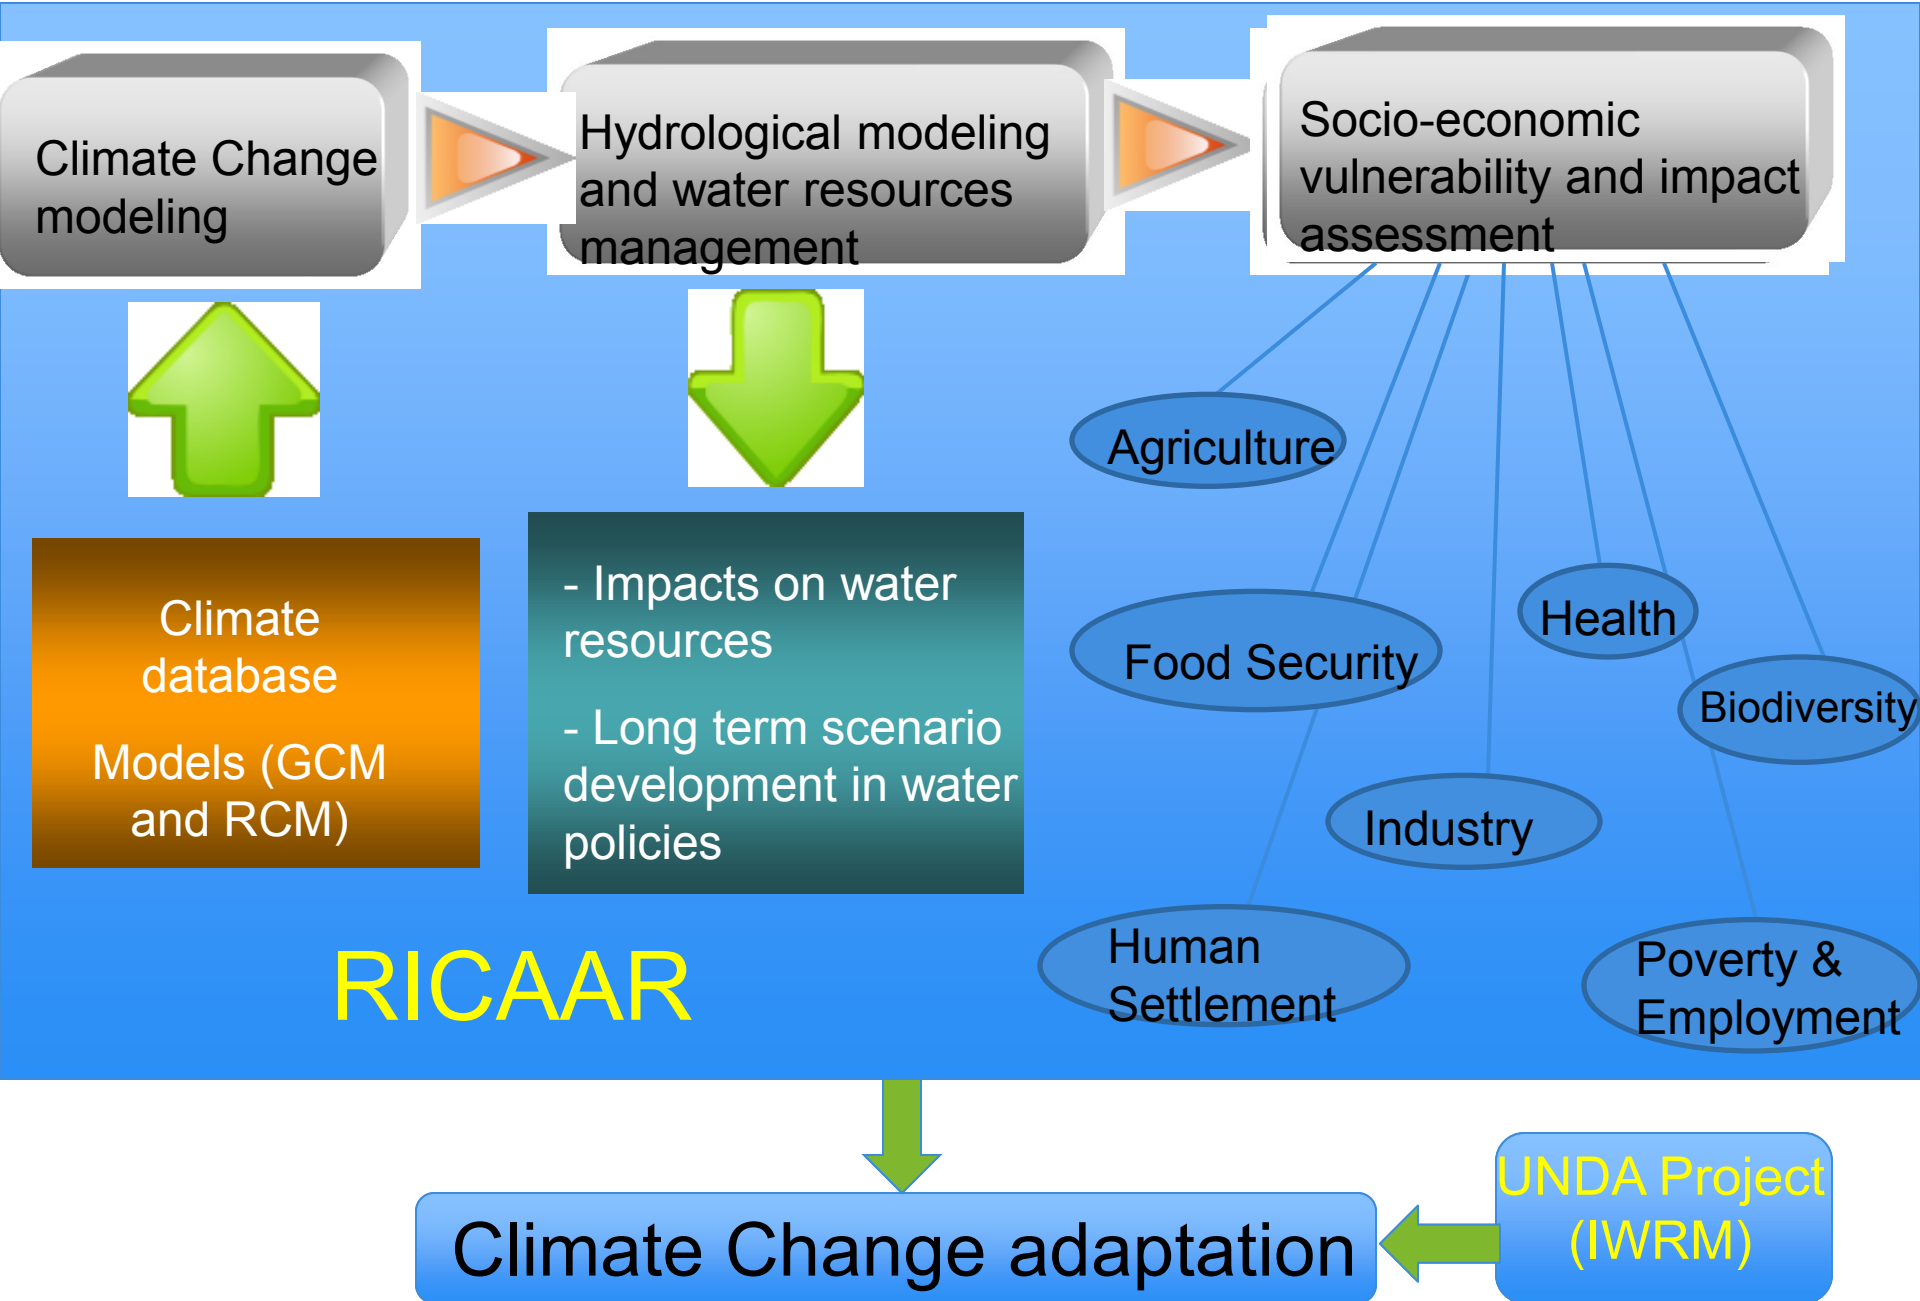 Climate Change
modeling
Hydrological modeling
and water resources
management
Socio-economic
vulnerability and impact
assessment
Climate
database
Models (GCM
and RCM)
- Impacts on water
resources
- Long term scenario
development in water
policies
Agriculture
Food Security
Health
Biodiversity
Industry
Human
Settlement
Poverty &
Employment
RICAAR
Climate Change adaptation
UNDA Project
(IWRM)